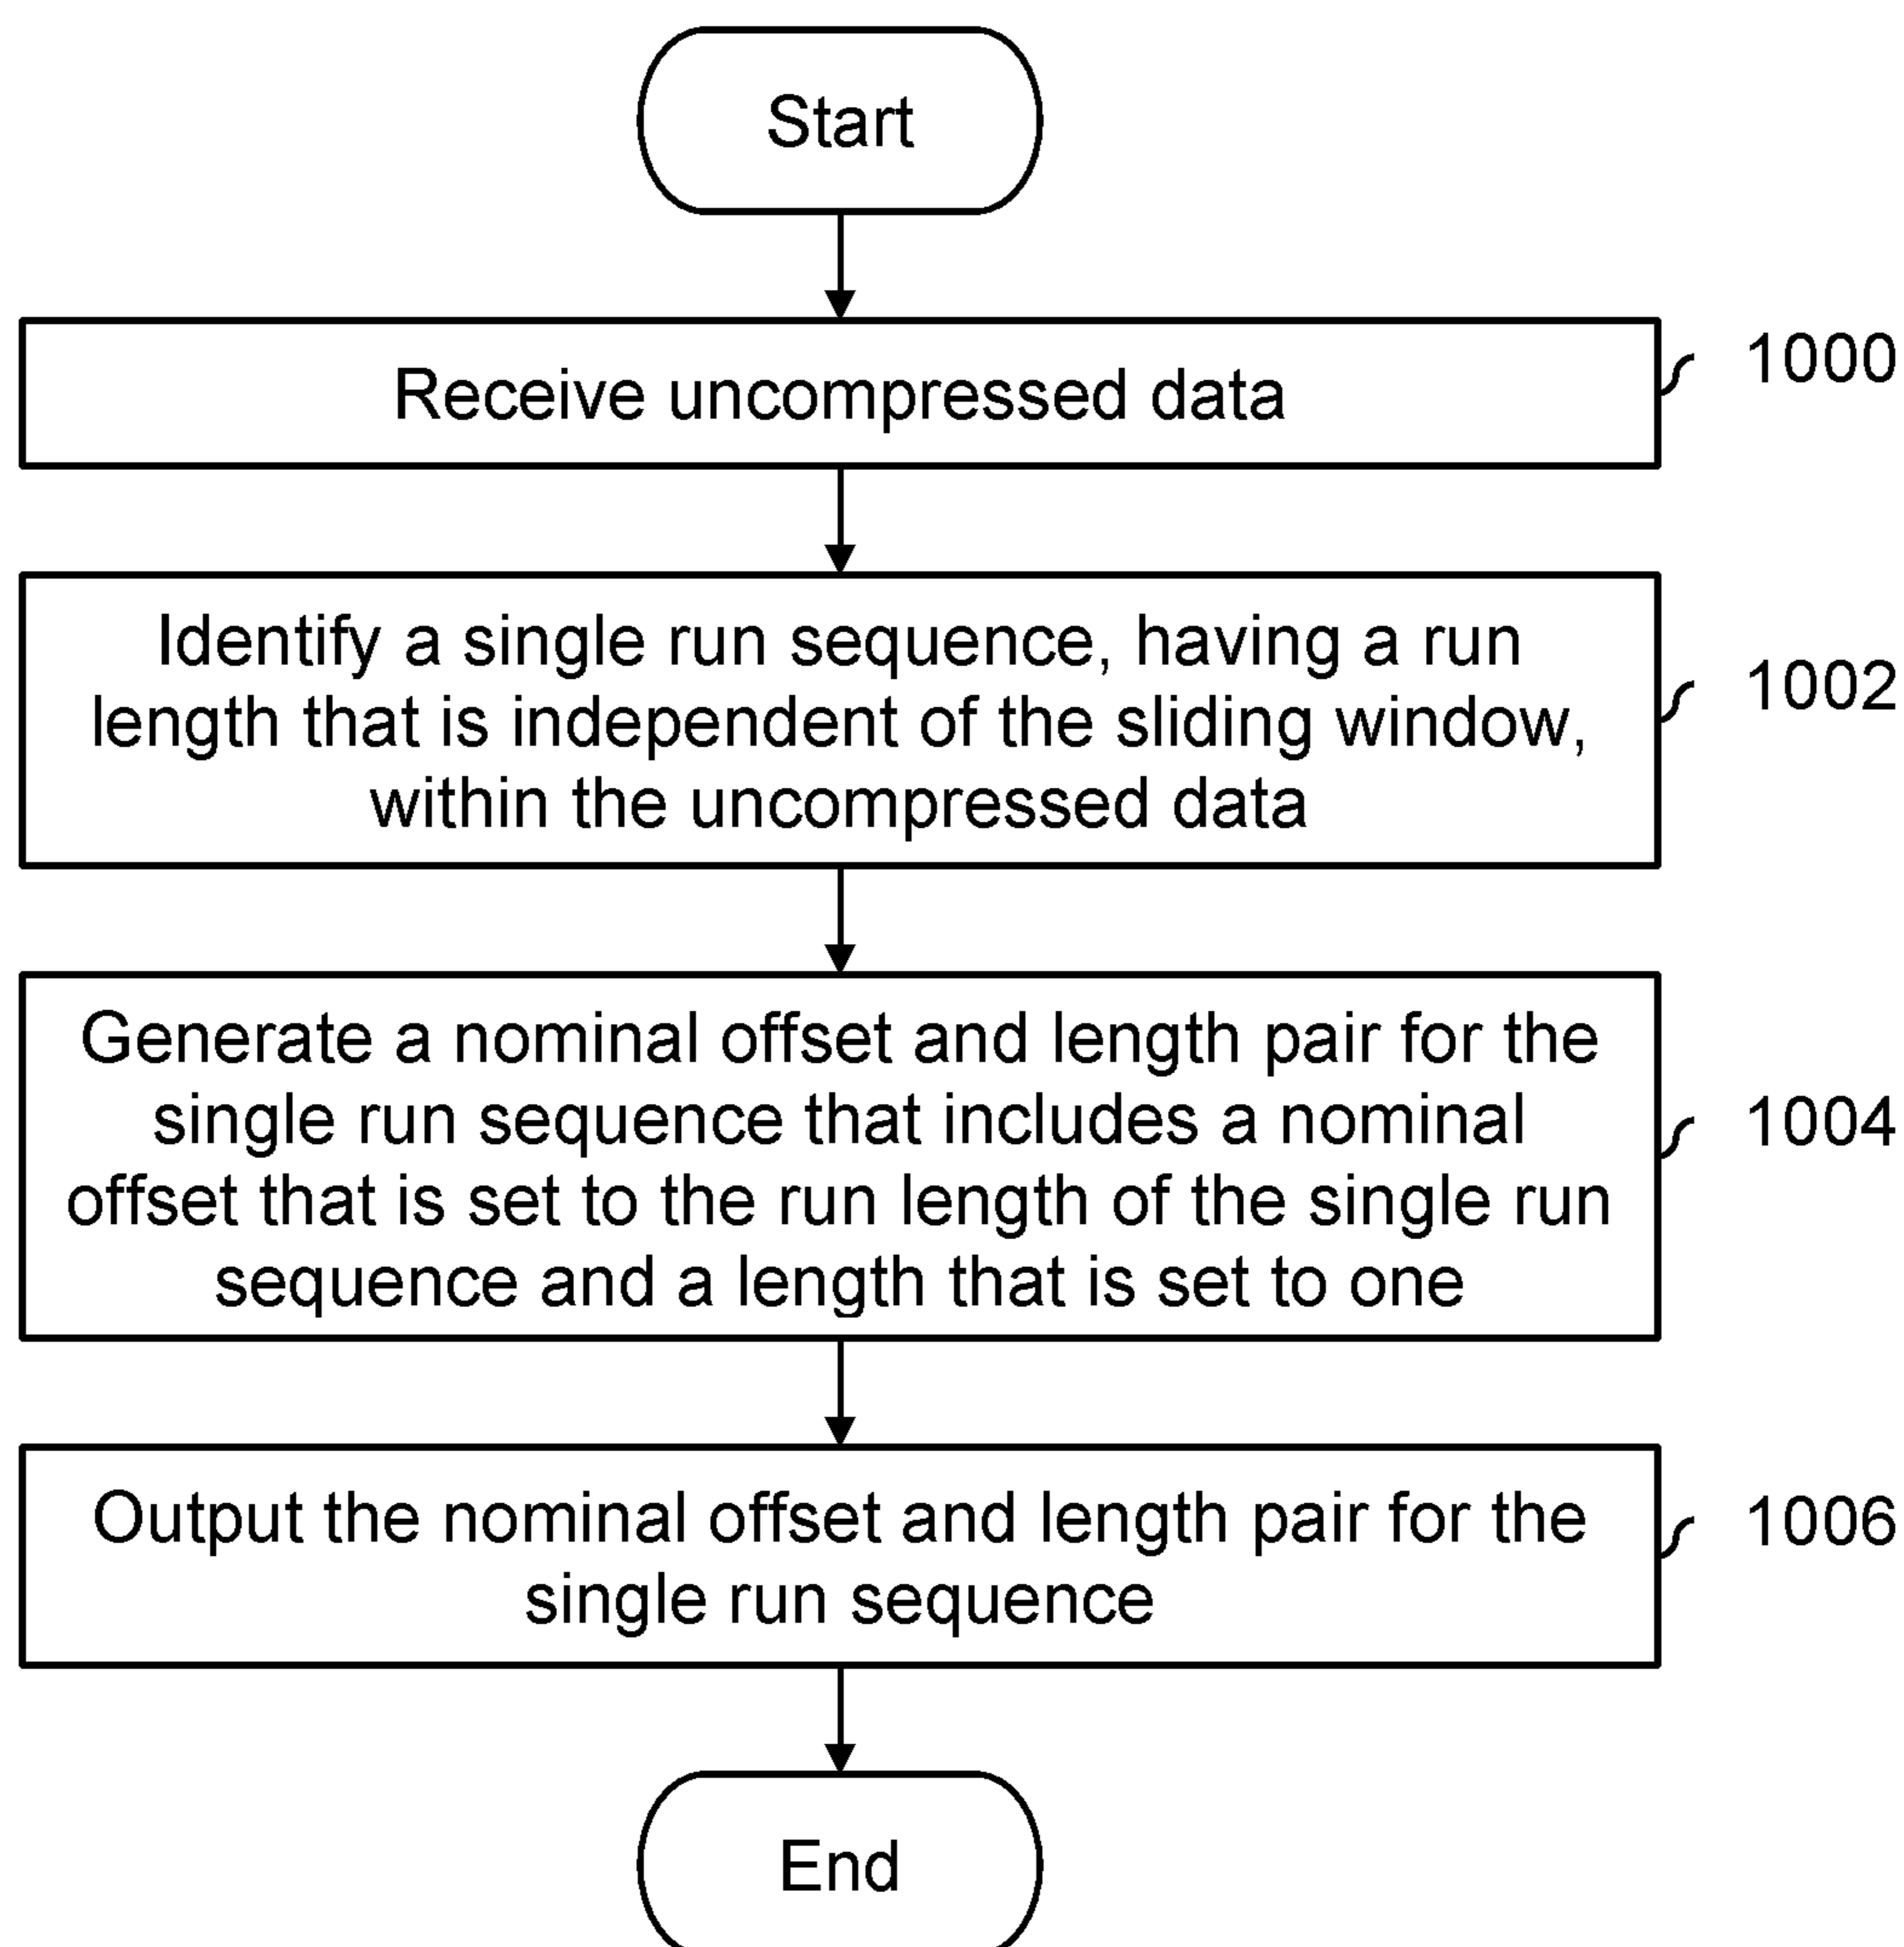 Start
Receive uncompressed data
1000
Identify a single run sequence, having a run
length that is independent of the sliding window,
within the uncompressed data
1002
Generate a nominal offset and length pair for the
single run sequence that includes a nominal
offset that is set to the run length of the single run
sequence and a length that is set to one
1004
Output the nominal offset and length pair for the
single run sequence
1006
End